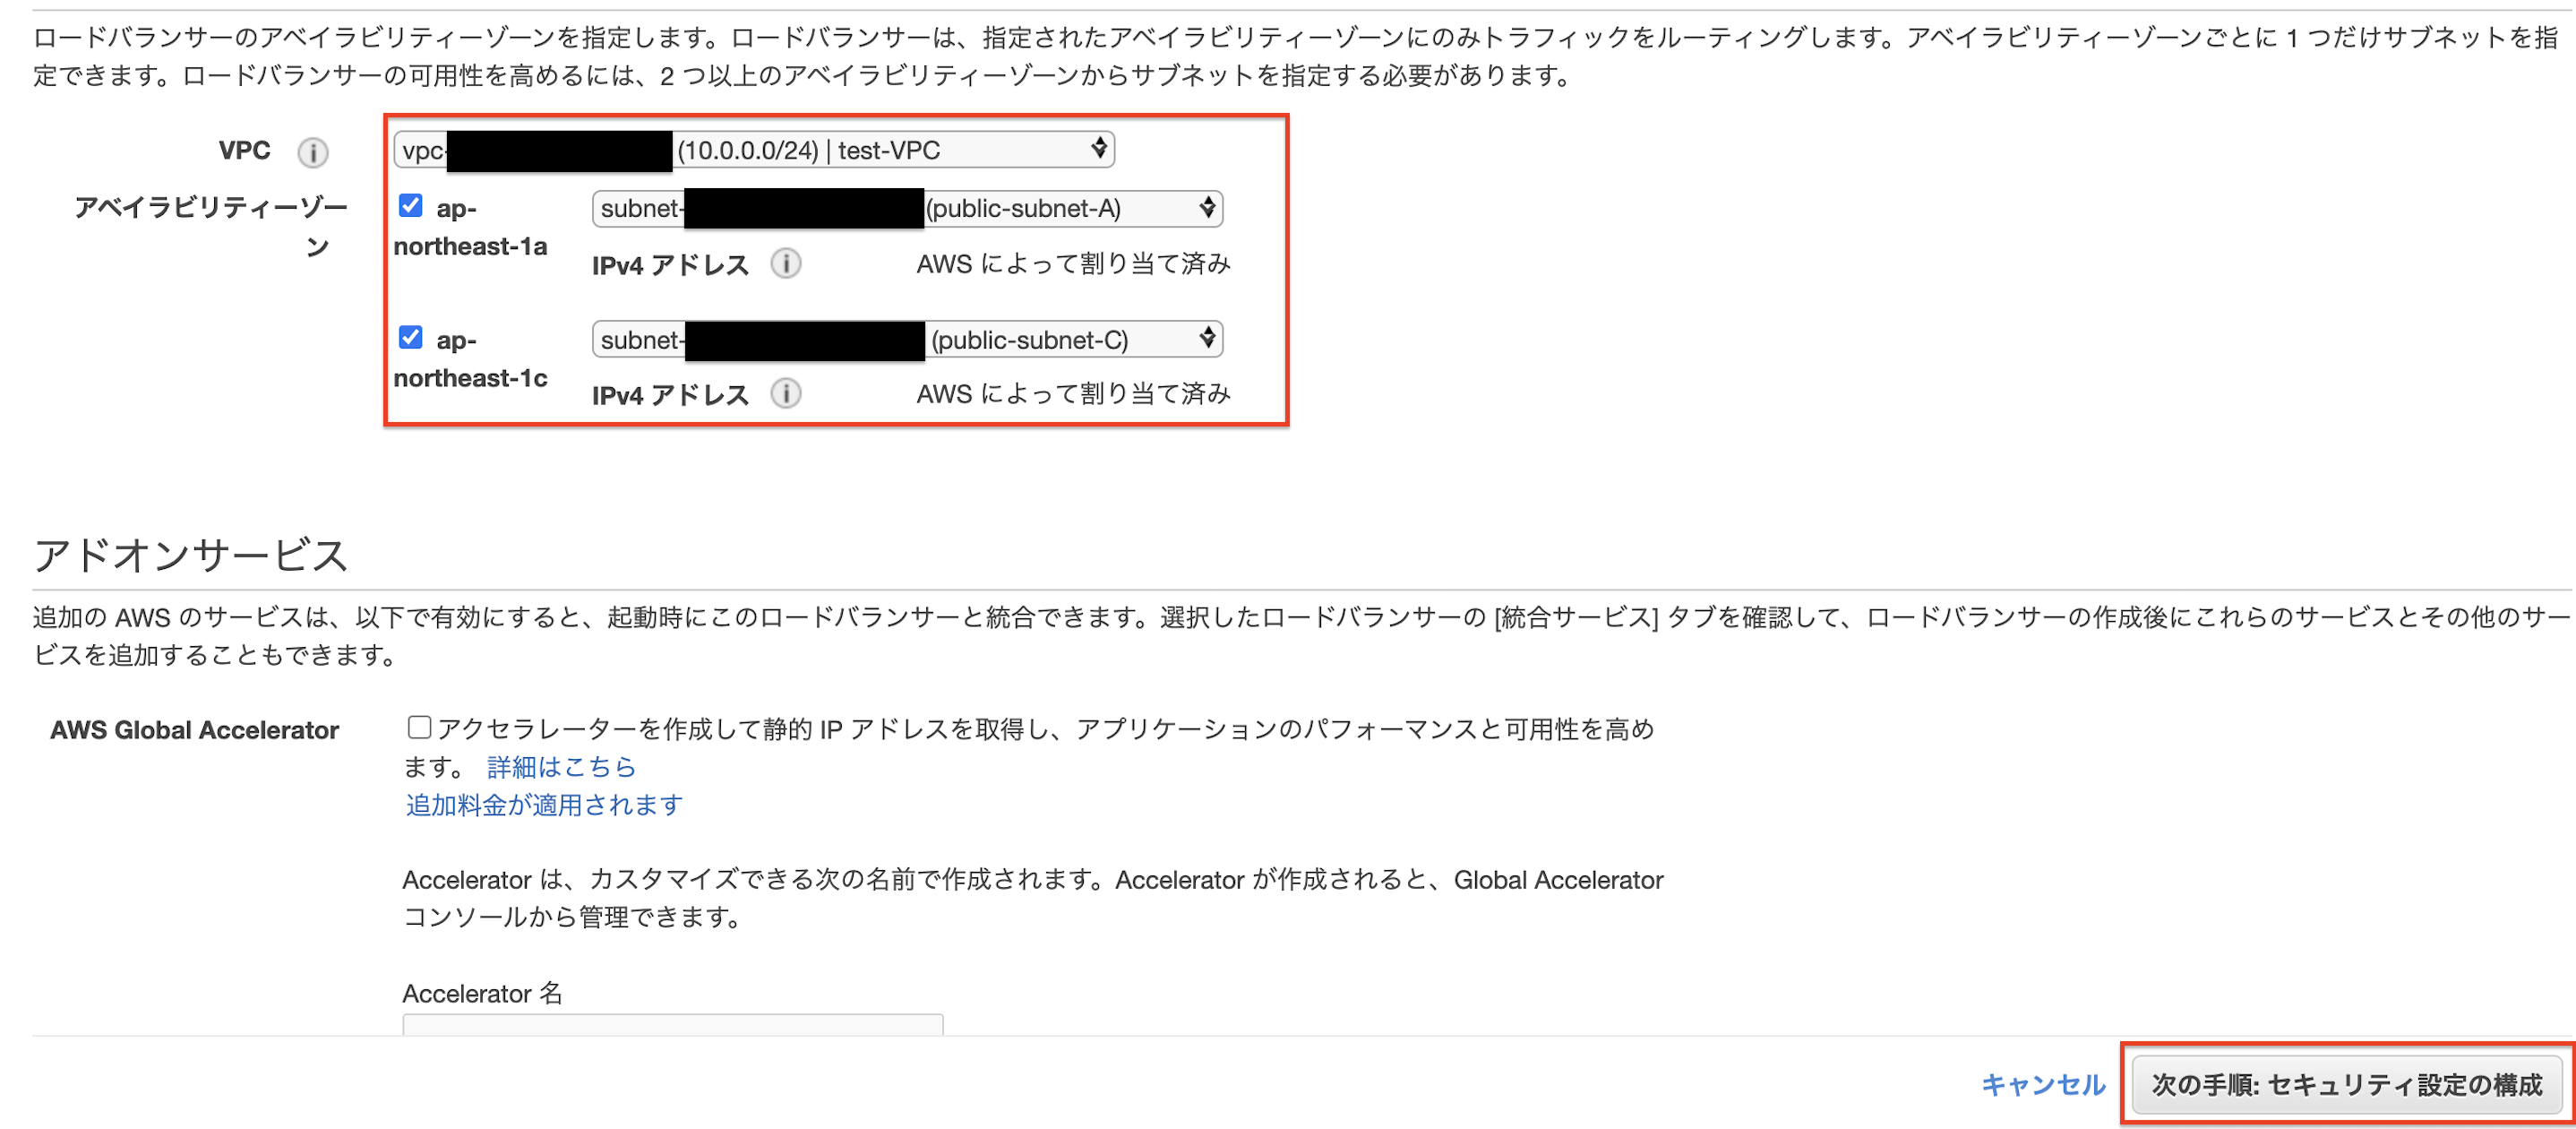 ロードバランサーのアベイラビリティーゾーンを指定します。ロードバランサーは、指定されたアベイラビリティーゾーンにのみトラフィックをルーティングします。アベイラビリティーゾーンごとに 1 つだけサブネットを指
定できます。ロードバランサーの可用性を高めるには、2 つ以上のアベイラビリティーゾーンからサブネットを指定する必要があります。
VPC i vpc- (10.0.0.0/24) | test-VPC
アベイラビリティーゾー
ン
ap-
northeast-1a
subnet- (public-subnet-A)
IPv4 アドレス i AWS によって割り当て済み
ap-
northeast-1c
subnet- (public-subnet-C)
IPv4 アドレス i AWS によって割り当て済み
アドオンサービス
追加の AWS のサービスは、以下で有効にすると、起動時にこのロードバランサーと統合できます。選択したロードバランサーの [統合サービス] タブを確認して、ロードバランサーの作成後にこれらのサービスとその他のサー
ビスを追加することもできます。
AWS Global Accelerator
アクセラレーターを作成して静的 IP アドレスを取得し、アプリケーションのパフォーマンスと可用性を高め
ます。 詳細はこちら
追加料金が適用されます
Accelerator は、カスタマイズできる次の名前で作成されます。Accelerator が作成されると、Global Accelerator
コンソールから管理できます。
Accelerator 名
キャンセル 次の手順: セキュリティ設定の構成